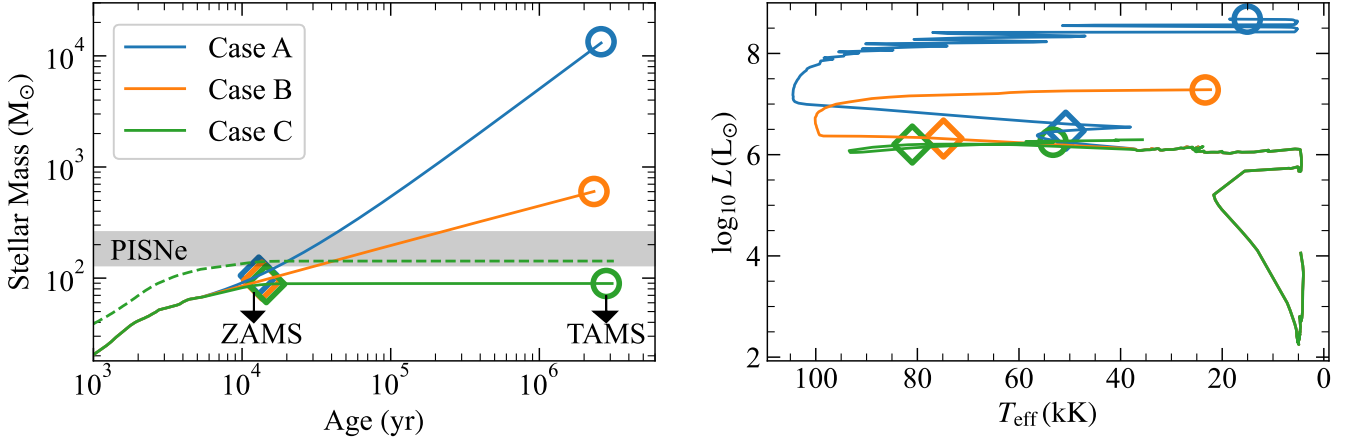 Stellar Mass (M⊙)
10⁴
10³
10²
Case A
Case B
Case C
PISNe
ZAMS
TAMS
10³
10⁴
10⁵
10⁶
Age (yr)
log₁₀ L (L⊙)
8
6
4
2
100
80
60
40
20
0
T_eff (kK)